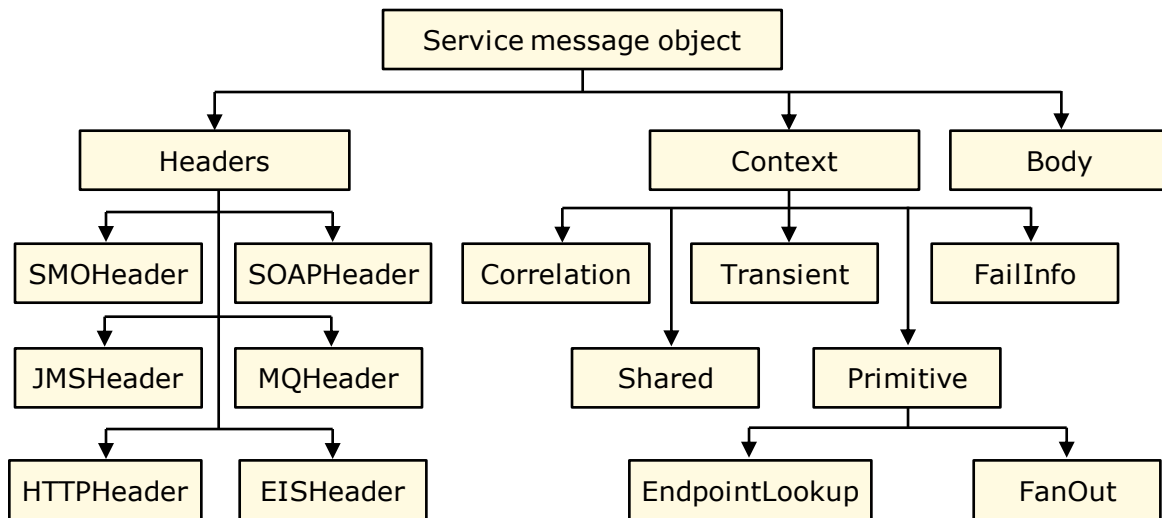 Service message object
Headers
Context
Body
SMOHeader
SOAPHeader
Correlation
Transient
FailInfo
JMSHeader
MQHeader
Shared
Primitive
HTTPHeader
EISHeader
EndpointLookup
FanOut